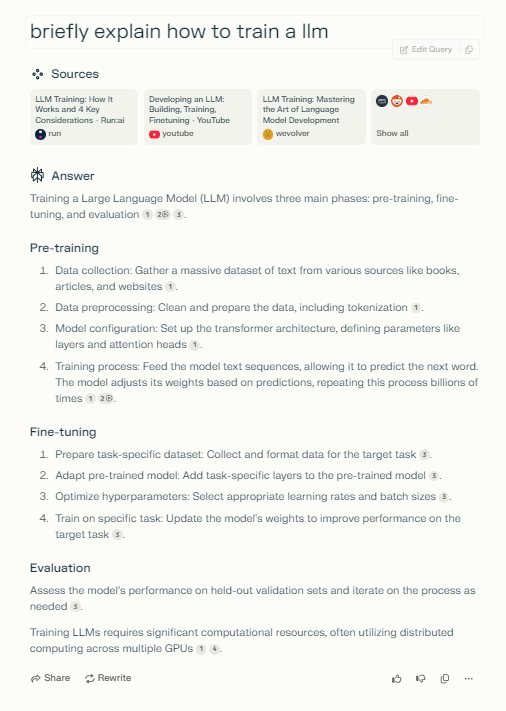 briefly explain how to train a llm
Edit Query
Sources
LLM Training: How It
Works and 4 Key
Considerations - Run:ai
run
Developing an LLM:
Building, Training,
Finetuning - YouTube
youtube
LLM Training: Mastering
the Art of Language
Model Development
wevolver
Show all
Answer
Training a Large Language Model (LLM) involves three main phases: pre-training, fine-
tuning, and evaluation 1 2 3.
Pre-training
1. Data collection: Gather a massive dataset of text from various sources like books,
articles, and websites 1.
2. Data preprocessing: Clean and prepare the data, including tokenization 1.
3. Model configuration: Set up the transformer architecture, defining parameters like
layers and attention heads 1.
4. Training process: Feed the model text sequences, allowing it to predict the next word.
The model adjusts its weights based on predictions, repeating this process billions of
times 1 2.
Fine-tuning
1. Prepare task-specific dataset: Collect and format data for the target task 3.
2. Adapt pre-trained model: Add task-specific layers to the pre-trained model 3.
3. Optimize hyperparameters: Select appropriate learning rates and batch sizes 3.
4. Train on specific task: Update the model's weights to improve performance on the
target task 3.
Evaluation
Assess the model's performance on held-out validation sets and iterate on the process as
needed 3.
Training LLMs requires significant computational resources, often utilizing distributed
computing across multiple GPUs 1 4.
Share
Rewrite